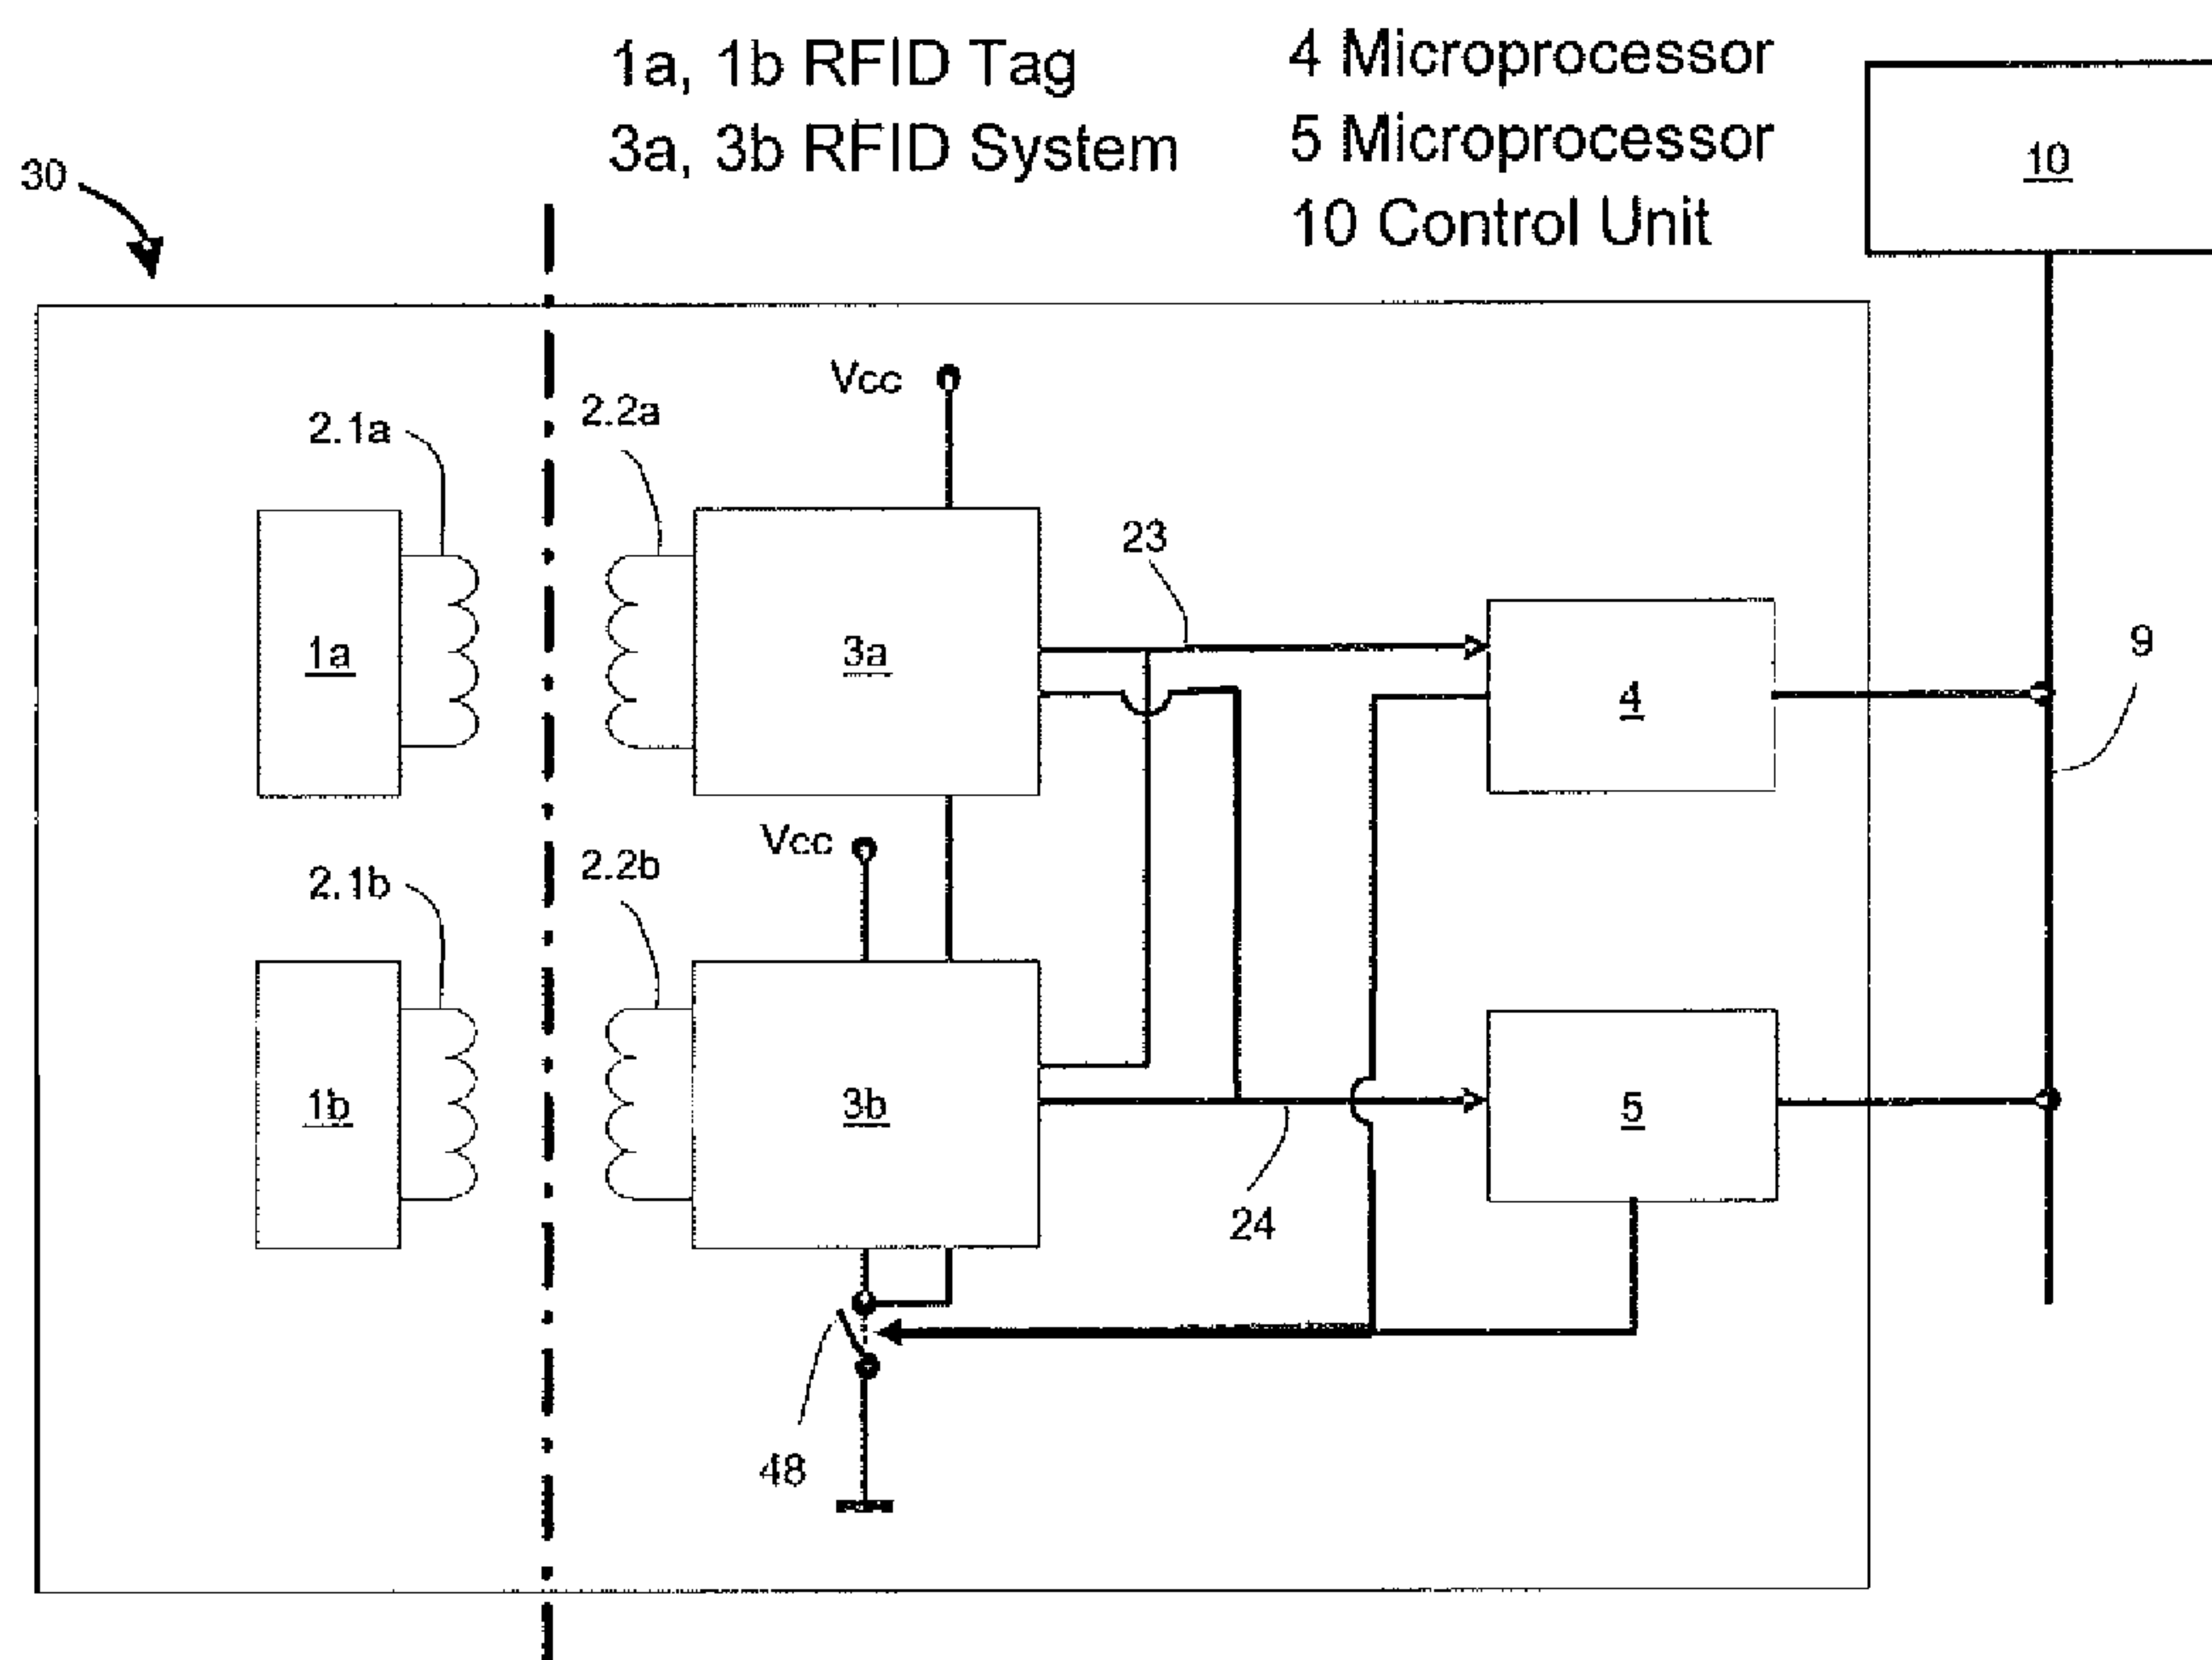 1a, 1b RFID Tag
3a, 3b RFID System
4 Microprocessor
5 Microprocessor
10 Control Unit
10
30
Vcc
2.1a
2.2a
23
1a
3a
4
9
Vcc
2.1b
2.2b
1b
3b
5
24
48